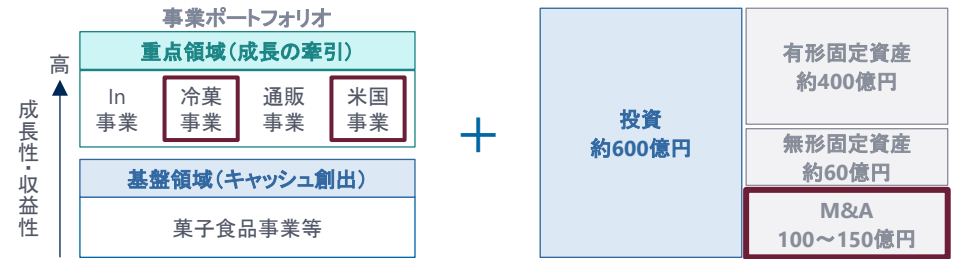 事業ポートフォリオ
重点領域（成長の牽引）
高
成長性・収益性
In
事業
冷菓
事業
通販
事業
米国
事業
基盤領域（キャッシュ創出）
菓子食品事業等
＋
投資
約600億円
有形固定資産
約400億円
無形固定資産
約60億円
M&A
100～150億円